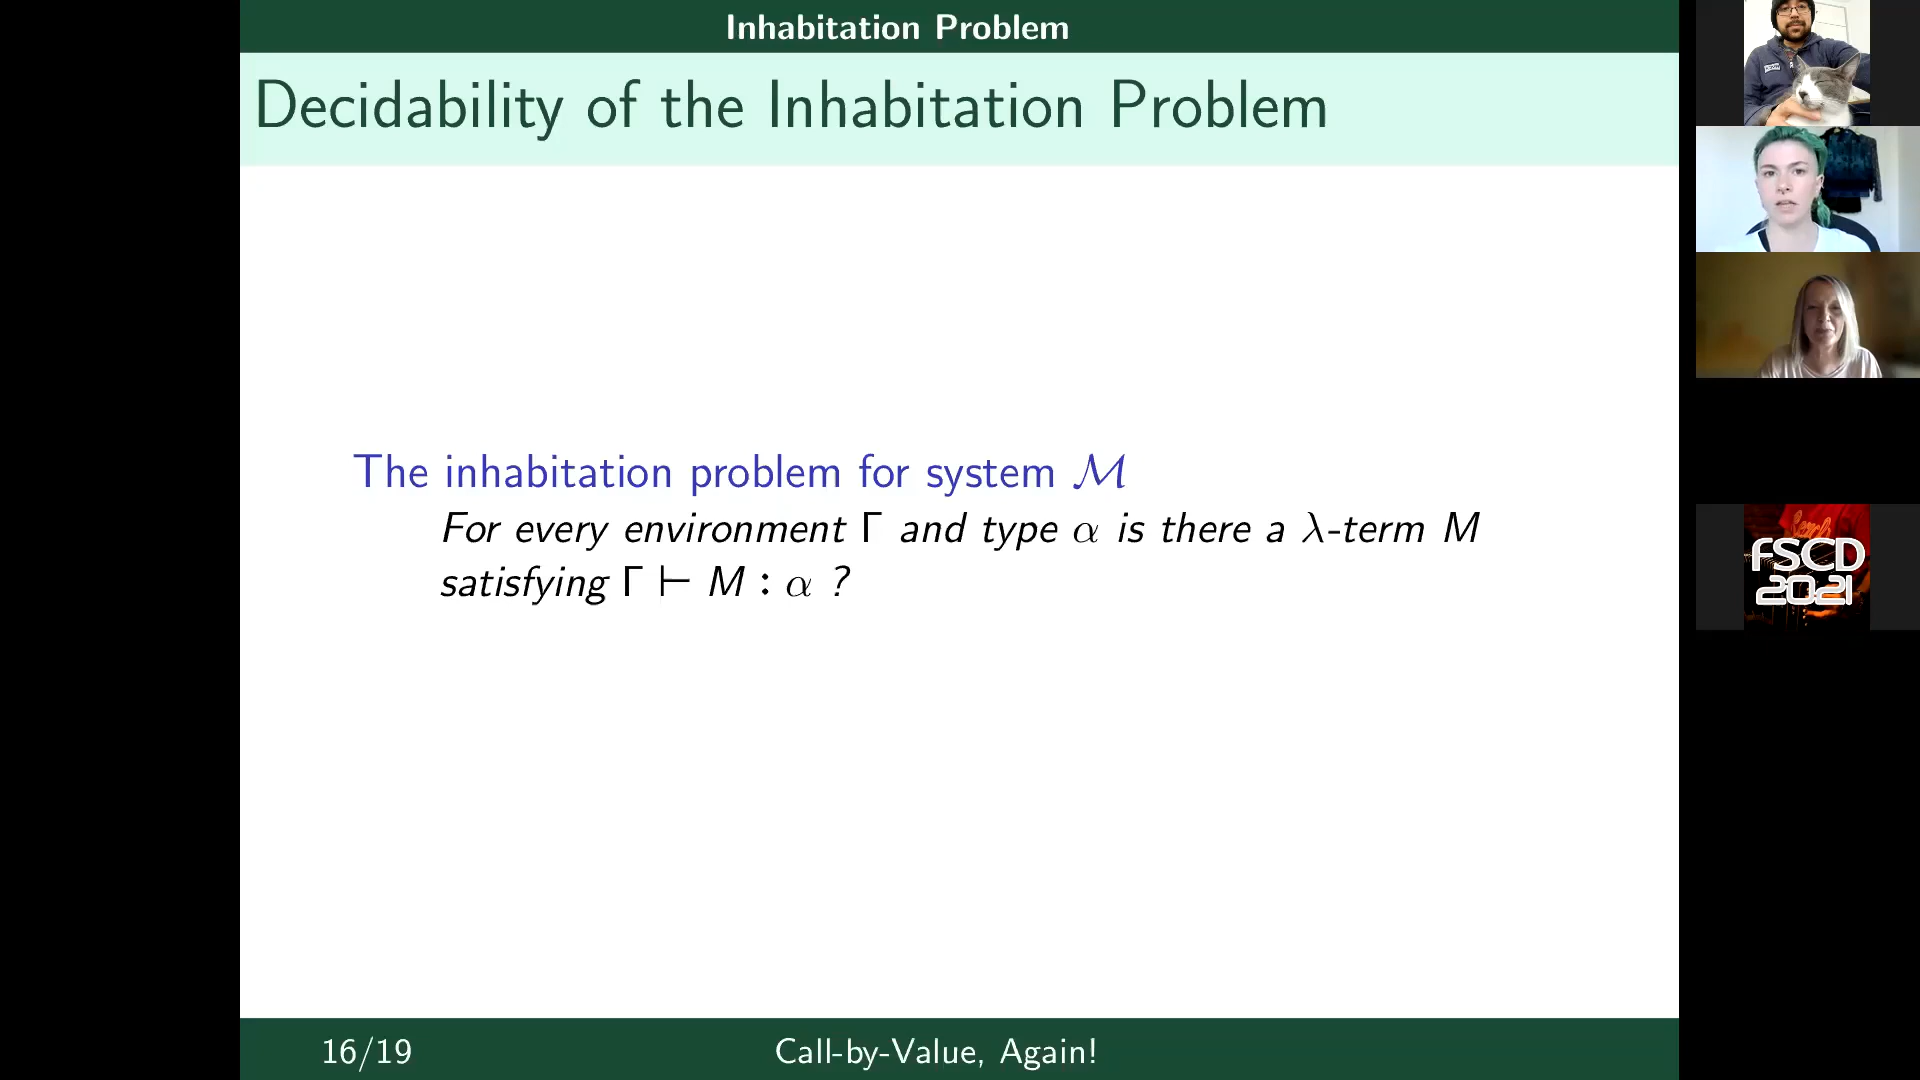 Inhabitation Problem
Decidability of the Inhabitation Problem
The inhabitation problem for system ℳ
For every environment Γ and type α is there a λ-term M
satisfying Γ ⊢ M : α ?
16/19
Call-by-Value, Again!
FSCD
2021